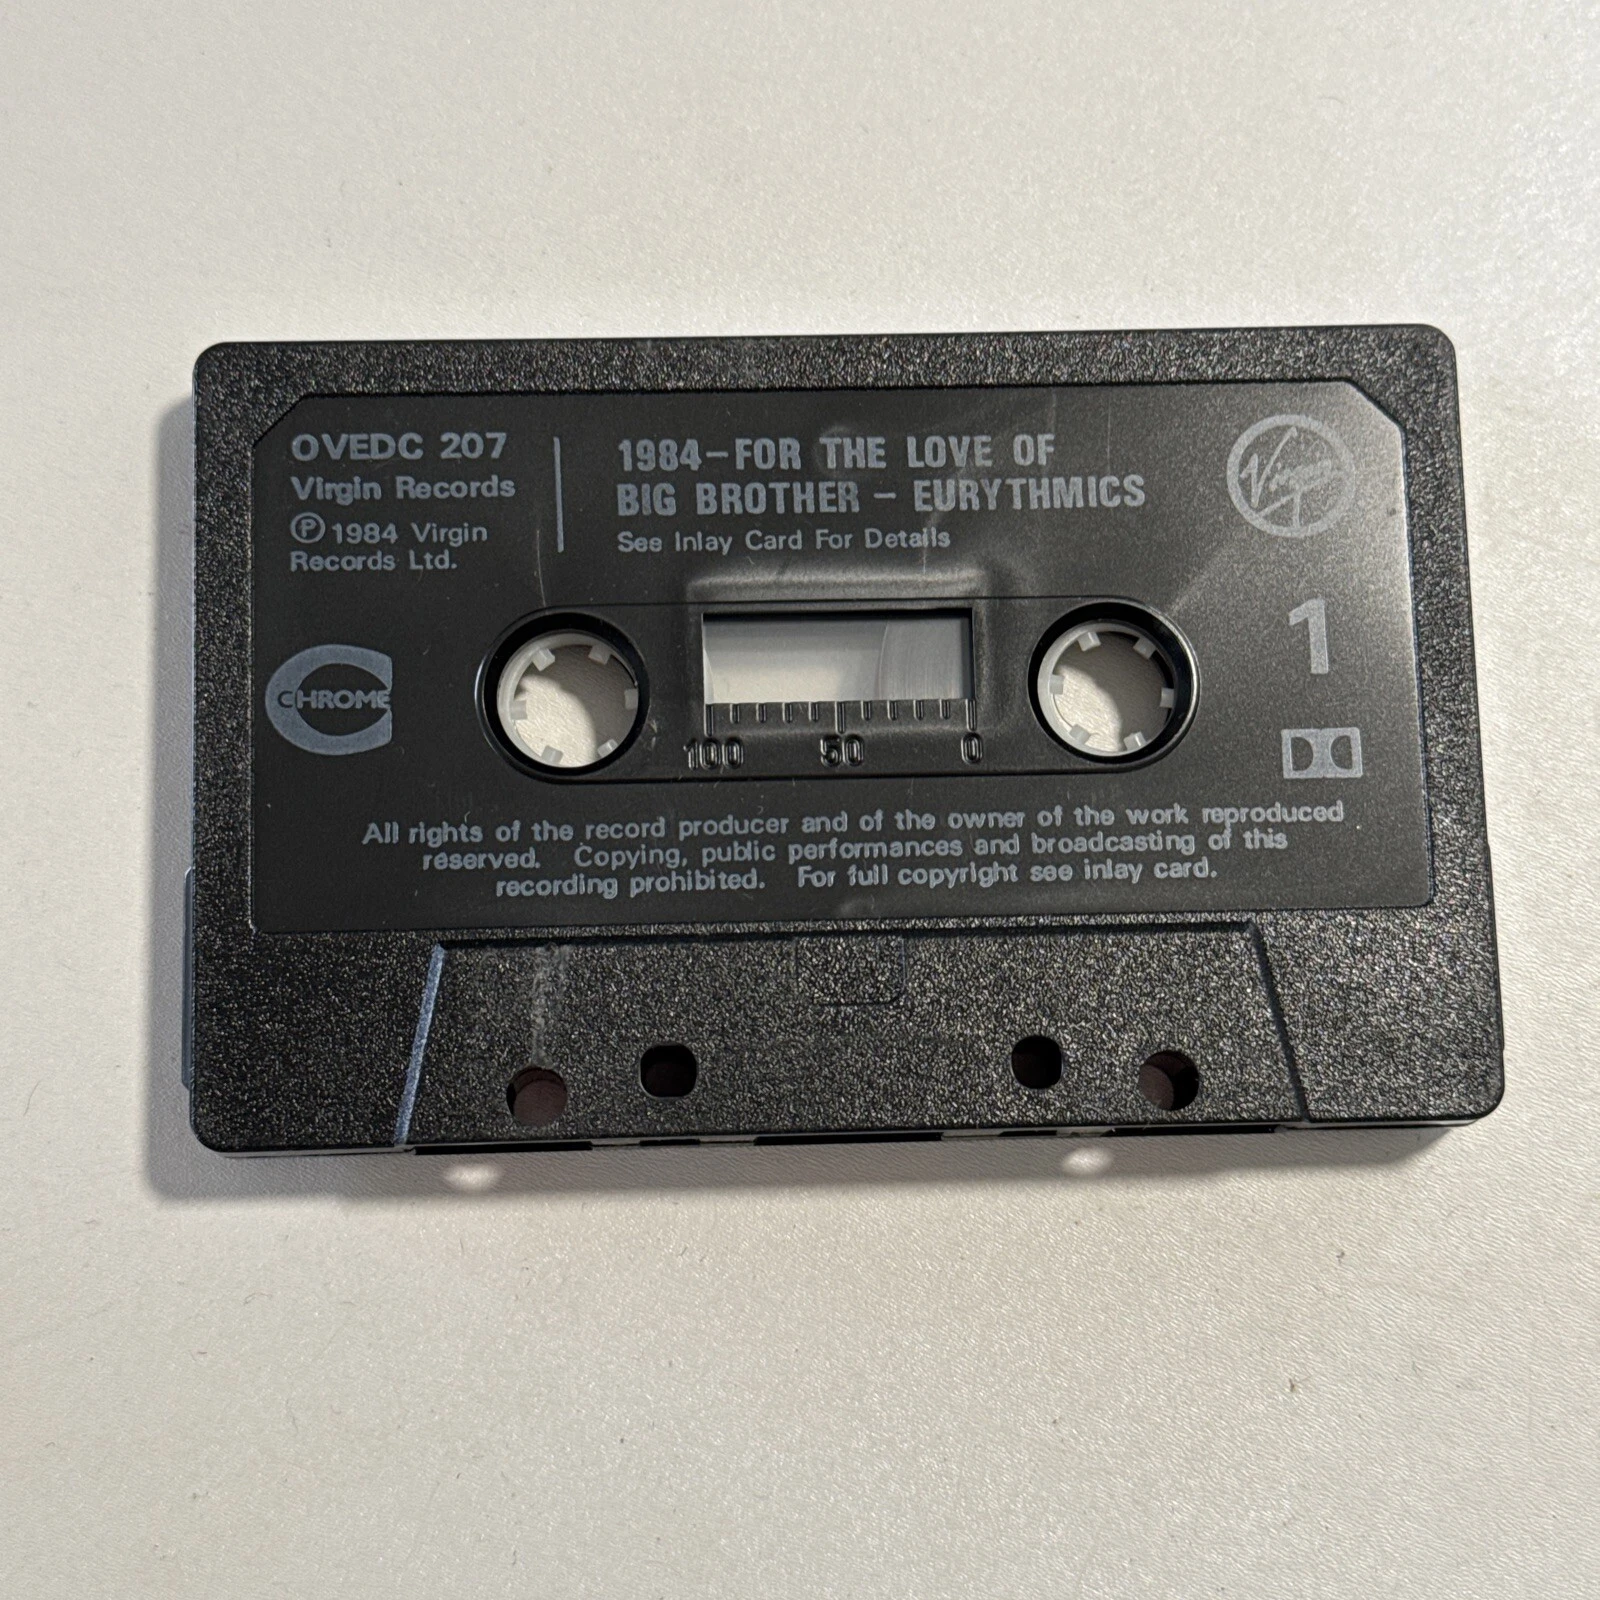 OVEDC 207
Virgin Records
Ⓟ 1984 Virgin
Records Ltd.
1984–FOR THE LOVE OF
BIG BROTHER – EURYTHMICS
See Inlay Card For Details
Virgin
CHROME
1
100 50 0
All rights of the record producer and of the owner of the work reproduced
reserved. Copying, public performances and broadcasting of this
recording prohibited. For full copyright see inlay card.